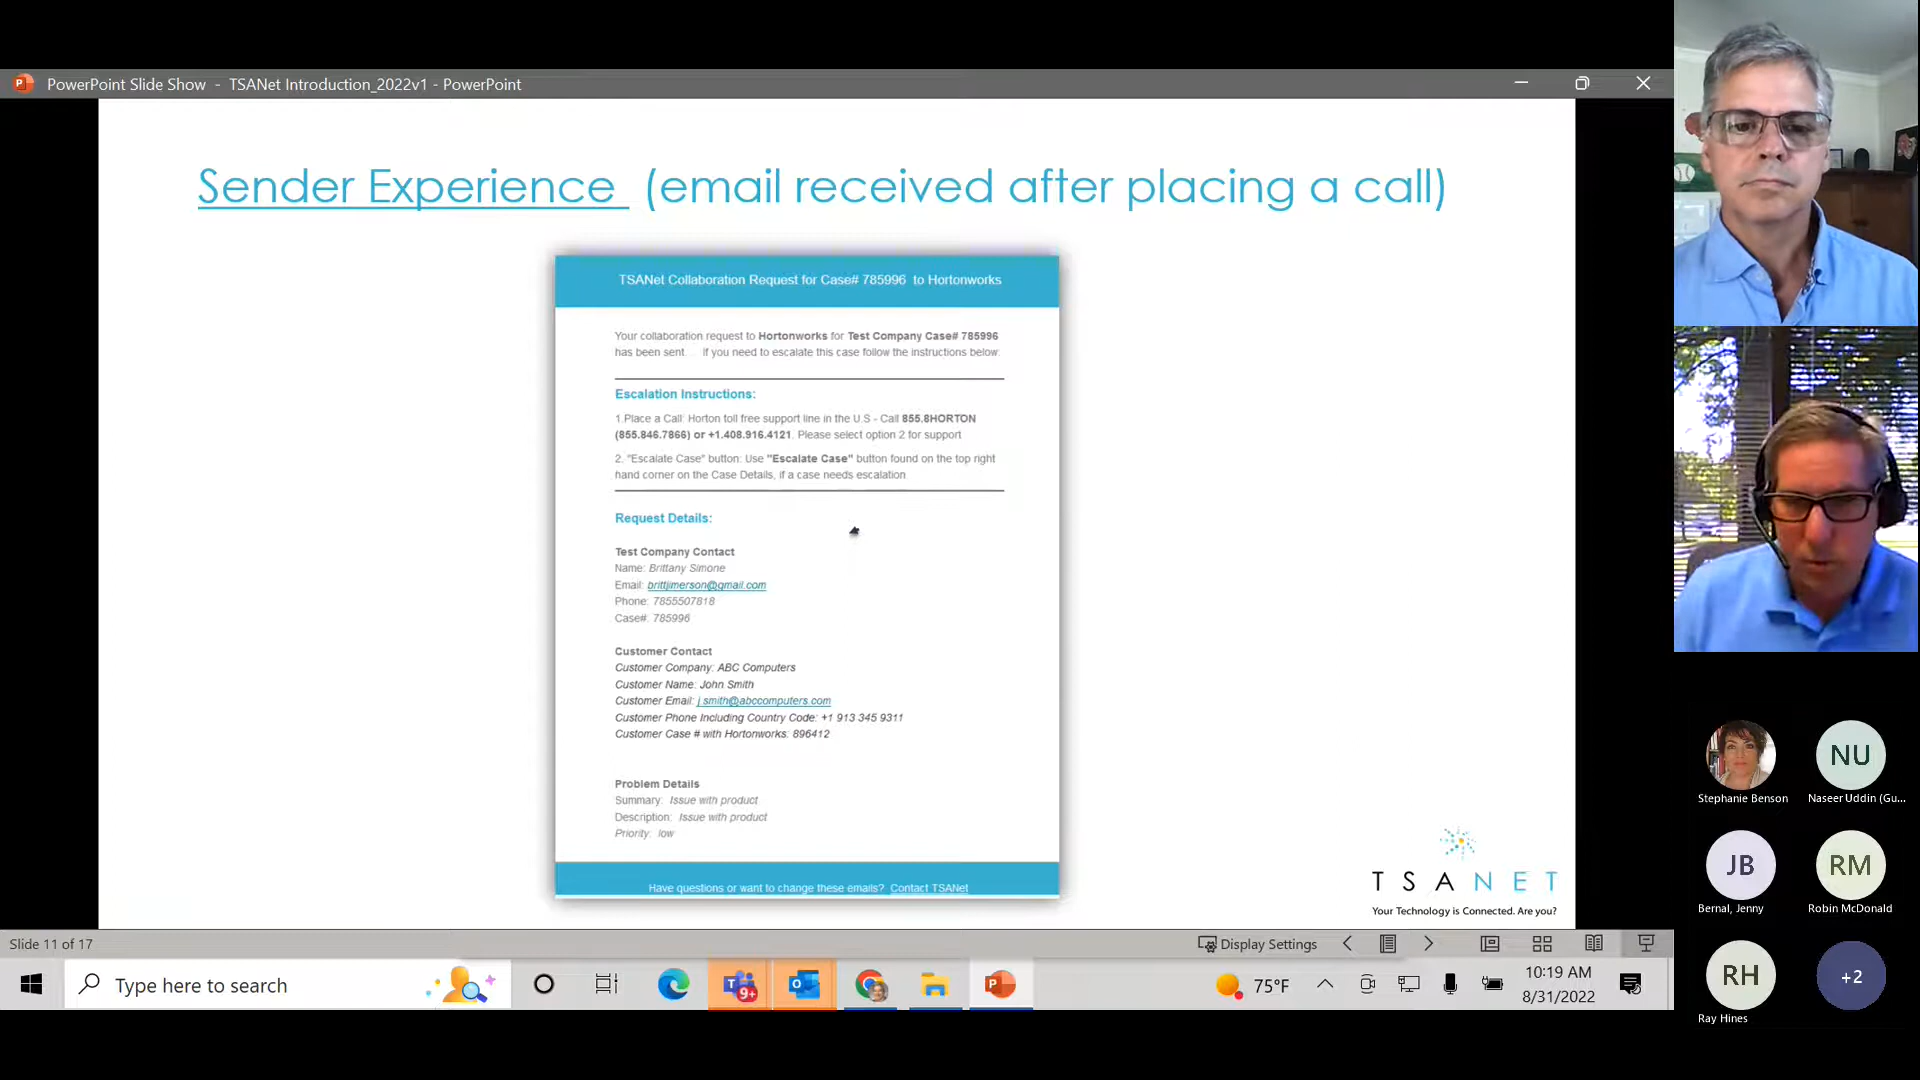 PowerPoint Slide Show - TSANet Introduction_2022v1 - PowerPoint
Sender Experience (email received after placing a call)
TSANet Collaboration Request for Case# 785996 to Hortonworks
Your collaboration request to Hortonworks for Test Company Case# 785996
has been sent. If you need to escalate this case follow the instructions below:
Escalation Instructions:
1.Place a Call: Horton toll free support line in the U.S - Call 855.8HORTON
(855.846.7866) or +1.408.916.4121. Please select option 2 for support
2. "Escalate Case" button: Use "Escalate Case" button found on the top right
hand corner on the Case Details, if a case needs escalation
Request Details:
Test Company Contact
Name: Brittany Simone
Email: brittjimerson@gmail.com
Phone: 7855507818
Case#: 785996
Customer Contact
Customer Company: ABC Computers
Customer Name: John Smith
Customer Email: j.smith@abccomputers.com
Customer Phone Including Country Code: +1 913 345 9311
Customer Case # with Hortonworks: 896412
Problem Details
Summary: Issue with product
Description: Issue with product
Priority: low
Have questions or want to change these emails? Contact TSANet
TSANET
Your Technology is Connected. Are you?
Slide 11 of 17
Display Settings
Type here to search
9+
75°F
10:19 AM
8/31/2022
Stephanie Benson
NU
Naseer Uddin (Gu...
JB
Bernal, Jenny
RM
Robin McDonald
RH
Ray Hines
+2